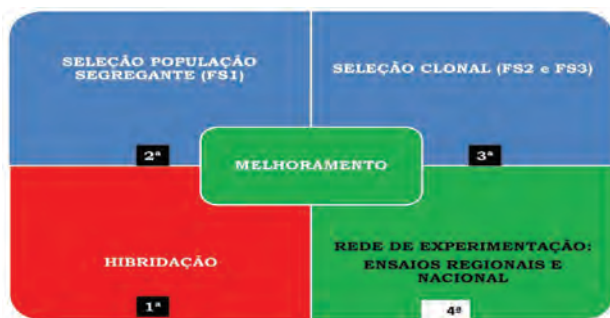 SELEÇÃO POPULAÇÃO
SEGREGANTE (FS1)
2ª
SELEÇÃO CLONAL (FS2 e FS3)
3ª
MELHORAMENTO
HIBRIDAÇÃO
1ª
REDE DE EXPERIMENTAÇÃO:
ENSAIOS REGIONAIS E
NACIONAL
4ª